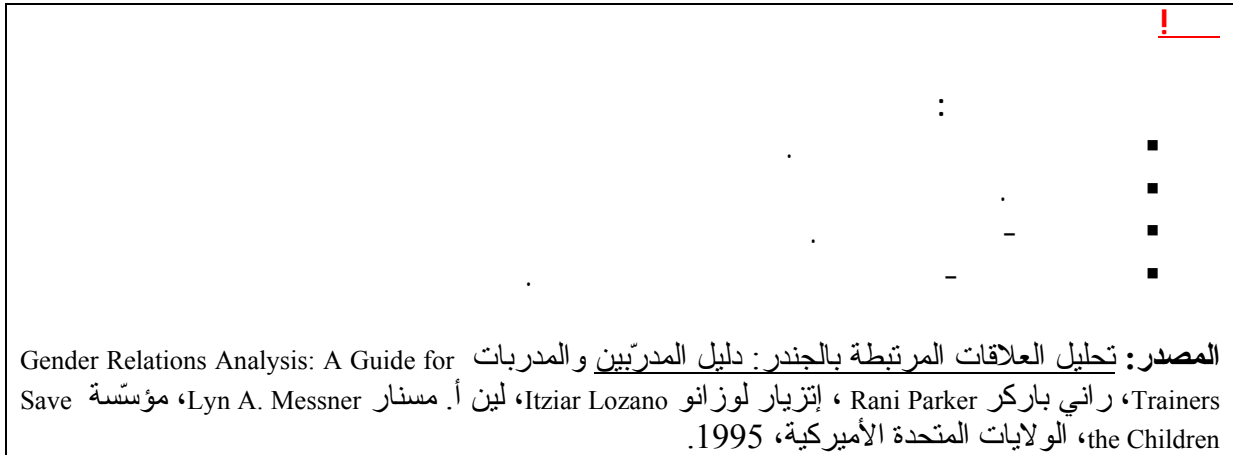 !
:
▪ .
▪ .
▪ – .
▪ – .
المصدر: تحليل العلاقات المرتبطة بالجندر: دليل المدرّبين والمدربات Gender Relations Analysis: A Guide for
Trainers، راني باركر Rani Parker ، إتزيار لوزانو Itziar Lozano، لين أ. مسنار Lyn A. Messner، مؤسّسة Save
the Children، الولايات المتحدة الأميركية، 1995.